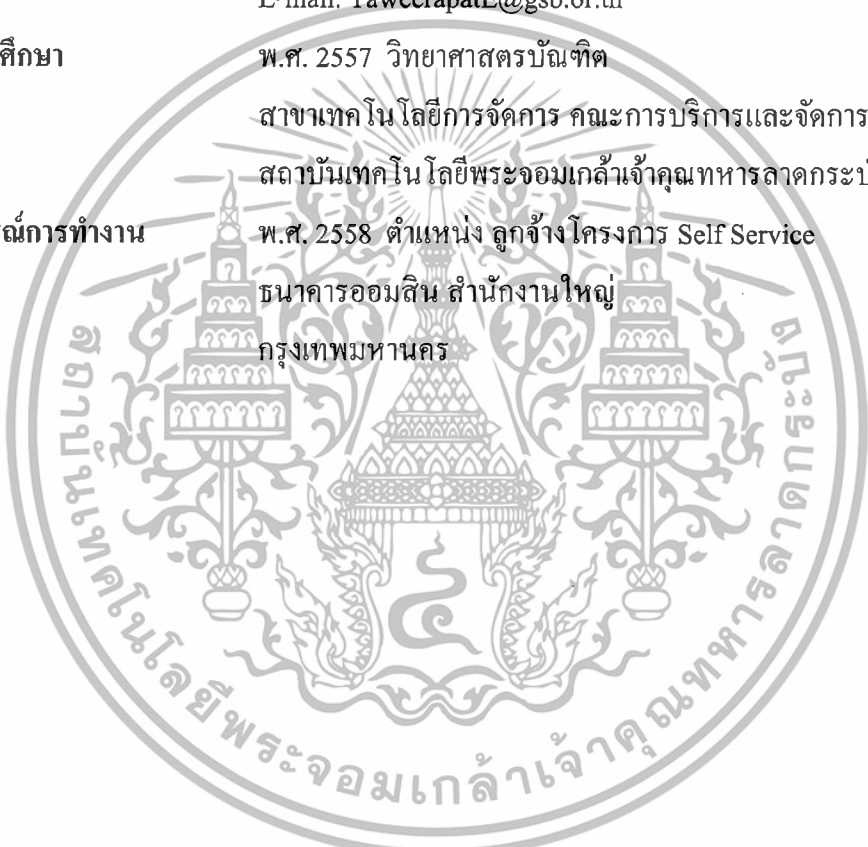 E-mail: TaweerapatE@gsb.or.th
ศึกษา พ.ศ. 2557 วิทยาศาสตรบัณฑิต
สาขาเทคโนโลยีการจัดการ คณะการบริการและจัดการ
สถาบันเทคโนโลยีพระจอมเกล้าเจ้าคุณทหารลาดกระบั
ณ์การทำงาน พ.ศ. 2558 ตำแหน่ง ลูกจ้างโครงการ Self Service
ธนาคารออมสิน สำนักงานใหญ่
กรุงเทพมหานคร
สถาบันเทคโนโลยีพระจอมเกล้าเจ้าคุณทหารลาดกระบัง
๔